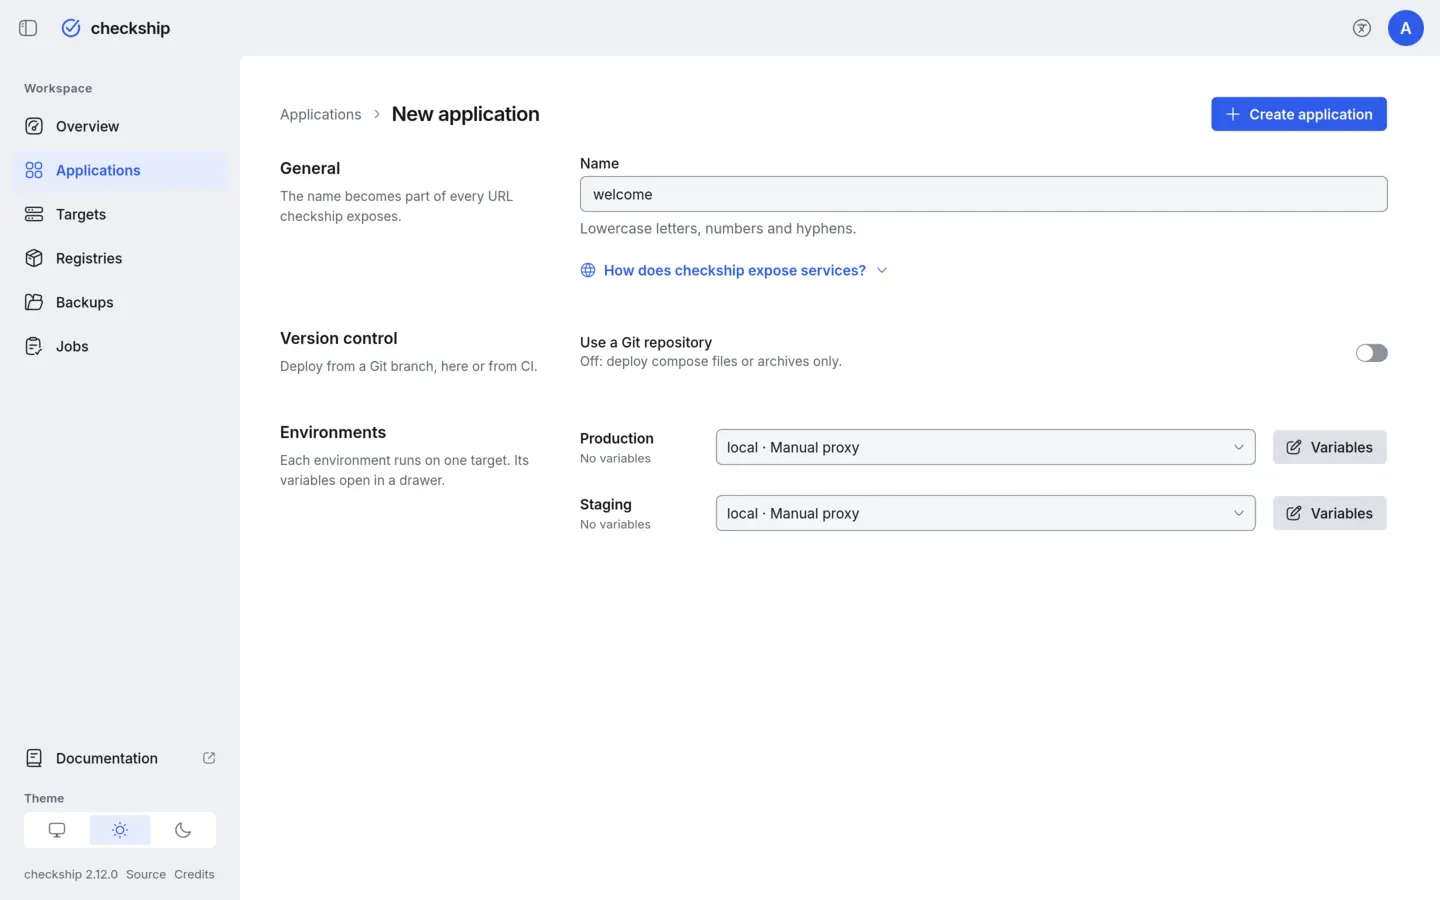 checkship
A
Workspace
Overview
Applications
Targets
Registries
Backups
Jobs
Documentation
Theme
checkship 2.12.0 Source Credits
Applications > New application
Create application
General
The name becomes part of every URL
checkship exposes.
Name
welcome
Lowercase letters, numbers and hyphens.
How does checkship expose services?
Version control
Deploy from a Git branch, here or from CI.
Use a Git repository
Off: deploy compose files or archives only.
Environments
Each environment runs on one target. Its
variables open in a drawer.
Production
No variables
local · Manual proxy
Variables
Staging
No variables
local · Manual proxy
Variables